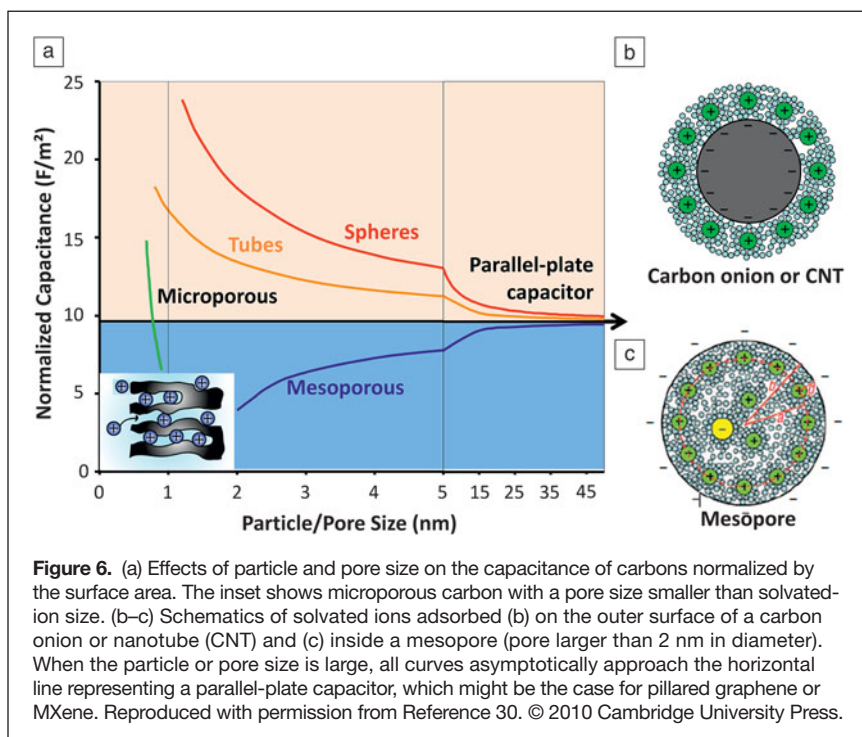 a
b
25
20
15
10
5
0
Normalized Capacitance (F/m²)
Spheres
Tubes
Microporous
Parallel-plate
capacitor
Mesoporous
0 1 2 3 4 5 15 25 35 45
Particle/Pore Size (nm)
Carbon onion or CNT
c
b
d
a
Mesopore
Figure 6. (a) Effects of particle and pore size on the capacitance of carbons normalized by
the surface area. The inset shows microporous carbon with a pore size smaller than solvated-
ion size. (b–c) Schematics of solvated ions adsorbed (b) on the outer surface of a carbon
onion or nanotube (CNT) and (c) inside a mesopore (pore larger than 2 nm in diameter).
When the particle or pore size is large, all curves asymptotically approach the horizontal
line representing a parallel-plate capacitor, which might be the case for pillared graphene or
MXene. Reproduced with permission from Reference 30. © 2010 Cambridge University Press.